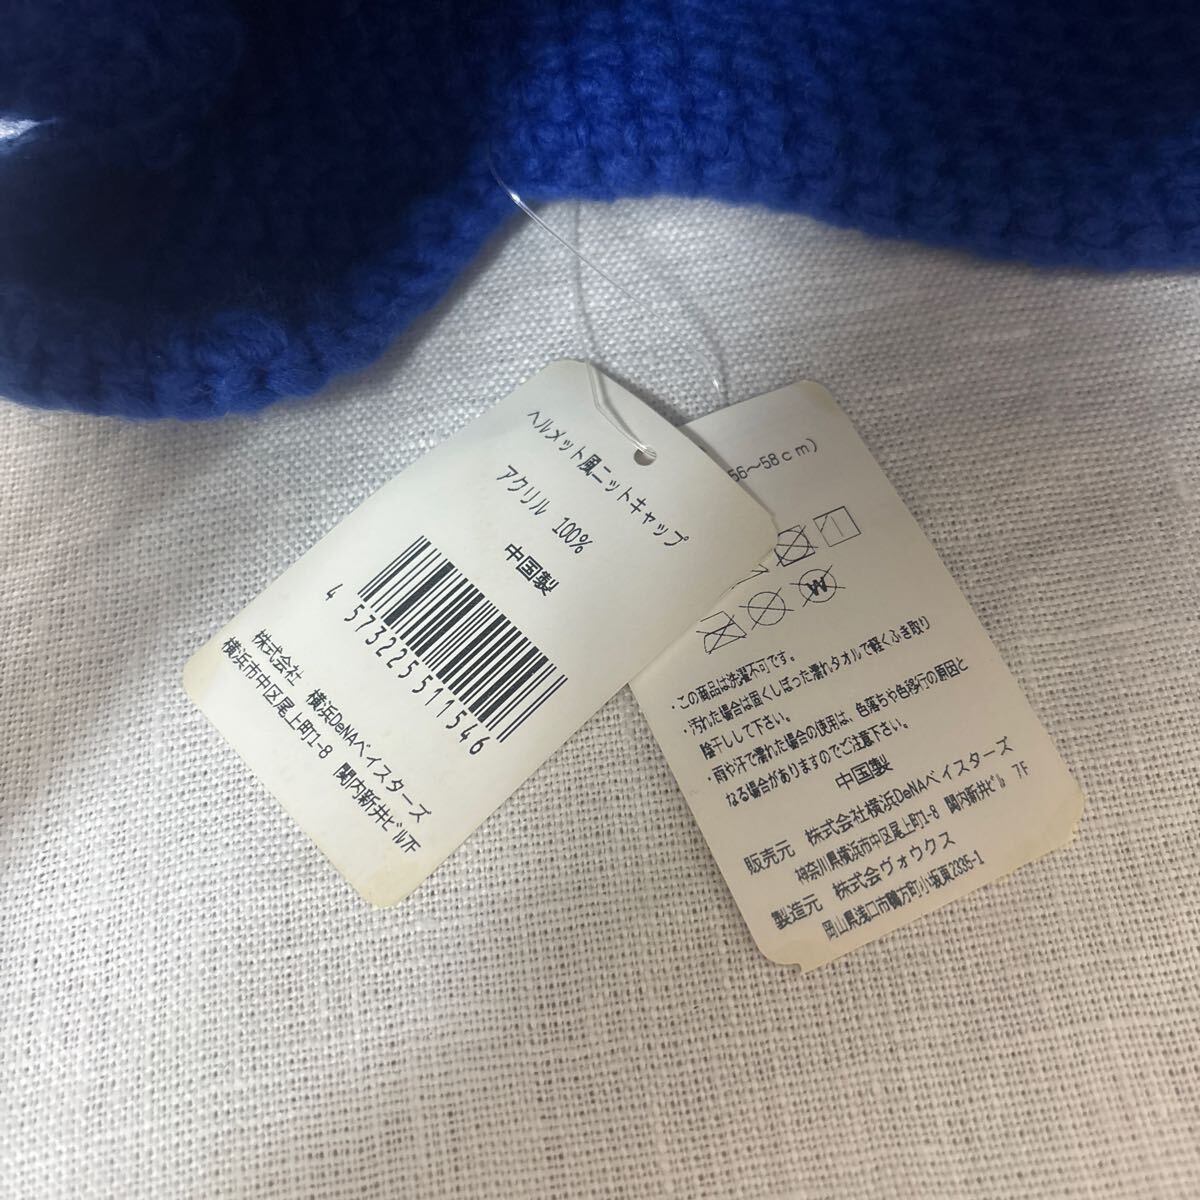 ヘルメット風ニットキャップ
アクリル 100%
中国製
4 573225 511546
株式会社 横浜DeNAベイスターズ
横浜市中区尾上町1-8 関内新井ビル7F
56〜58cm)
・この商品は洗濯不可です。
・汚れた場合は固くしぼった濡れタオルで軽くふき取り
陰干しして下さい。
・雨や汗で濡れた場合の使用は、色落ちや色移行の原因と
なる場合がありますのでご注意下さい。
中国製
販売元 株式会社横浜DeNAベイスターズ
神奈川県横浜市中区尾上町1-8 関内新井ビル 7F
製造元 株式会社ヴォウクス
岡山県浅口市鴨方町小坂東2335-1